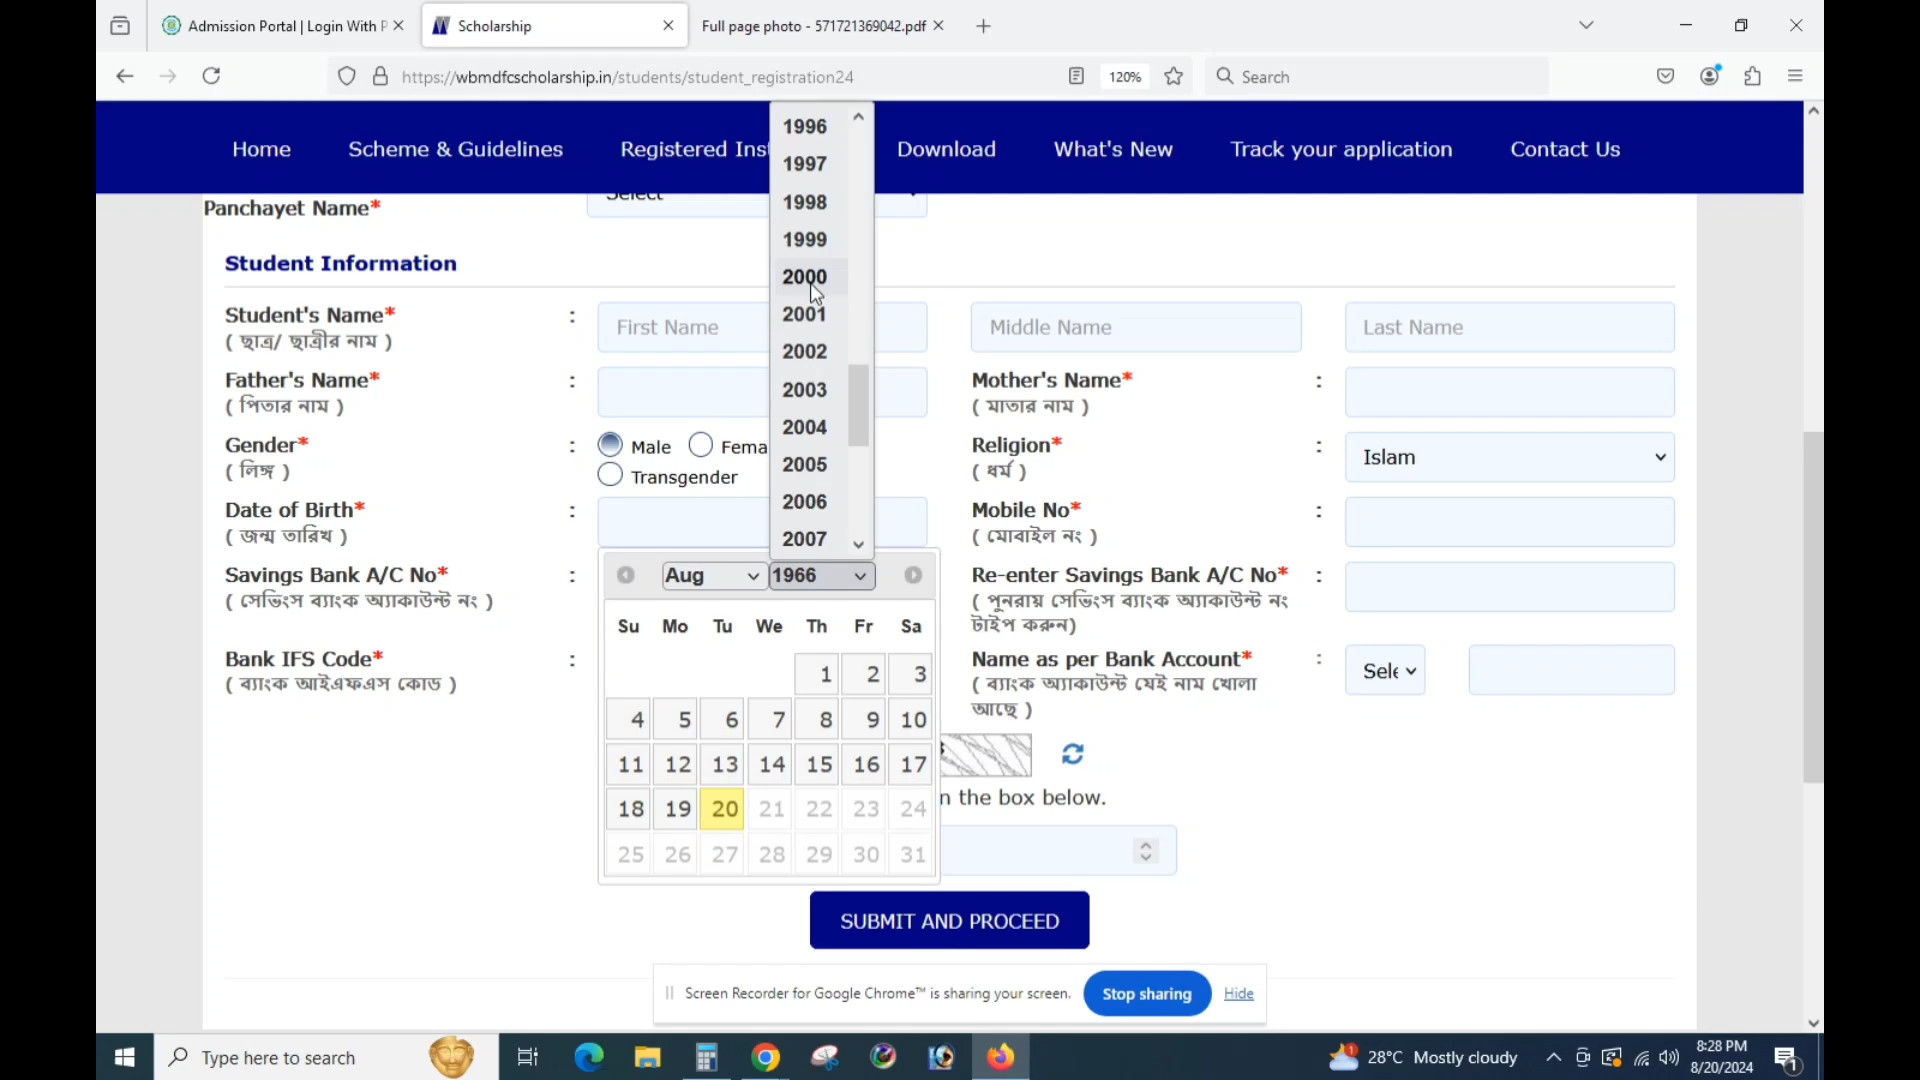 Admission Portal | Login With P
Scholarship
Full page photo - 571721369042.pdf
https://wbmdfcscholarship.in/students/student_registration24
120%
Search
Home
Scheme & Guidelines
Registered Inst
Download
What's New
Track your application
Contact Us
Panchayet Name*
Select
1996
1997
1998
1999
2000
2001
2002
2003
2004
2005
2006
2007
Student Information
Student's Name*
( ছাত্র/ ছাত্রীর নাম )
:
First Name
Middle Name
Last Name
Father's Name*
( পিতার নাম )
:
Mother's Name*
( মাতার নাম )
:
Gender*
( লিঙ্গ )
:
Male
Fema
Transgender
Religion*
( ধর্ম )
:
Islam
Date of Birth*
( জন্ম তারিখ )
:
Mobile No*
( মোবাইল নং )
:
Savings Bank A/C No*
( সেভিংস ব্যাংক অ্যাকাউন্ট নং )
:
Aug
1966
Su Mo Tu We Th Fr Sa
1 2 3
4 5 6 7 8 9 10
11 12 13 14 15 16 17
18 19 20 21 22 23 24
25 26 27 28 29 30 31
Re-enter Savings Bank A/C No*
( পুনরায় সেভিংস ব্যাংক অ্যাকাউন্ট নং
টাইপ করুন)
:
Bank IFS Code*
( ব্যাংক আইএফএস কোড )
:
Name as per Bank Account*
( ব্যাংক অ্যাকাউন্ট যেই নাম খোলা
আছে )
:
Sele
n the box below.
SUBMIT AND PROCEED
Screen Recorder for Google Chrome™ is sharing your screen.
Stop sharing
Hide
Type here to search
28°C Mostly cloudy
8:28 PM
8/20/2024
1